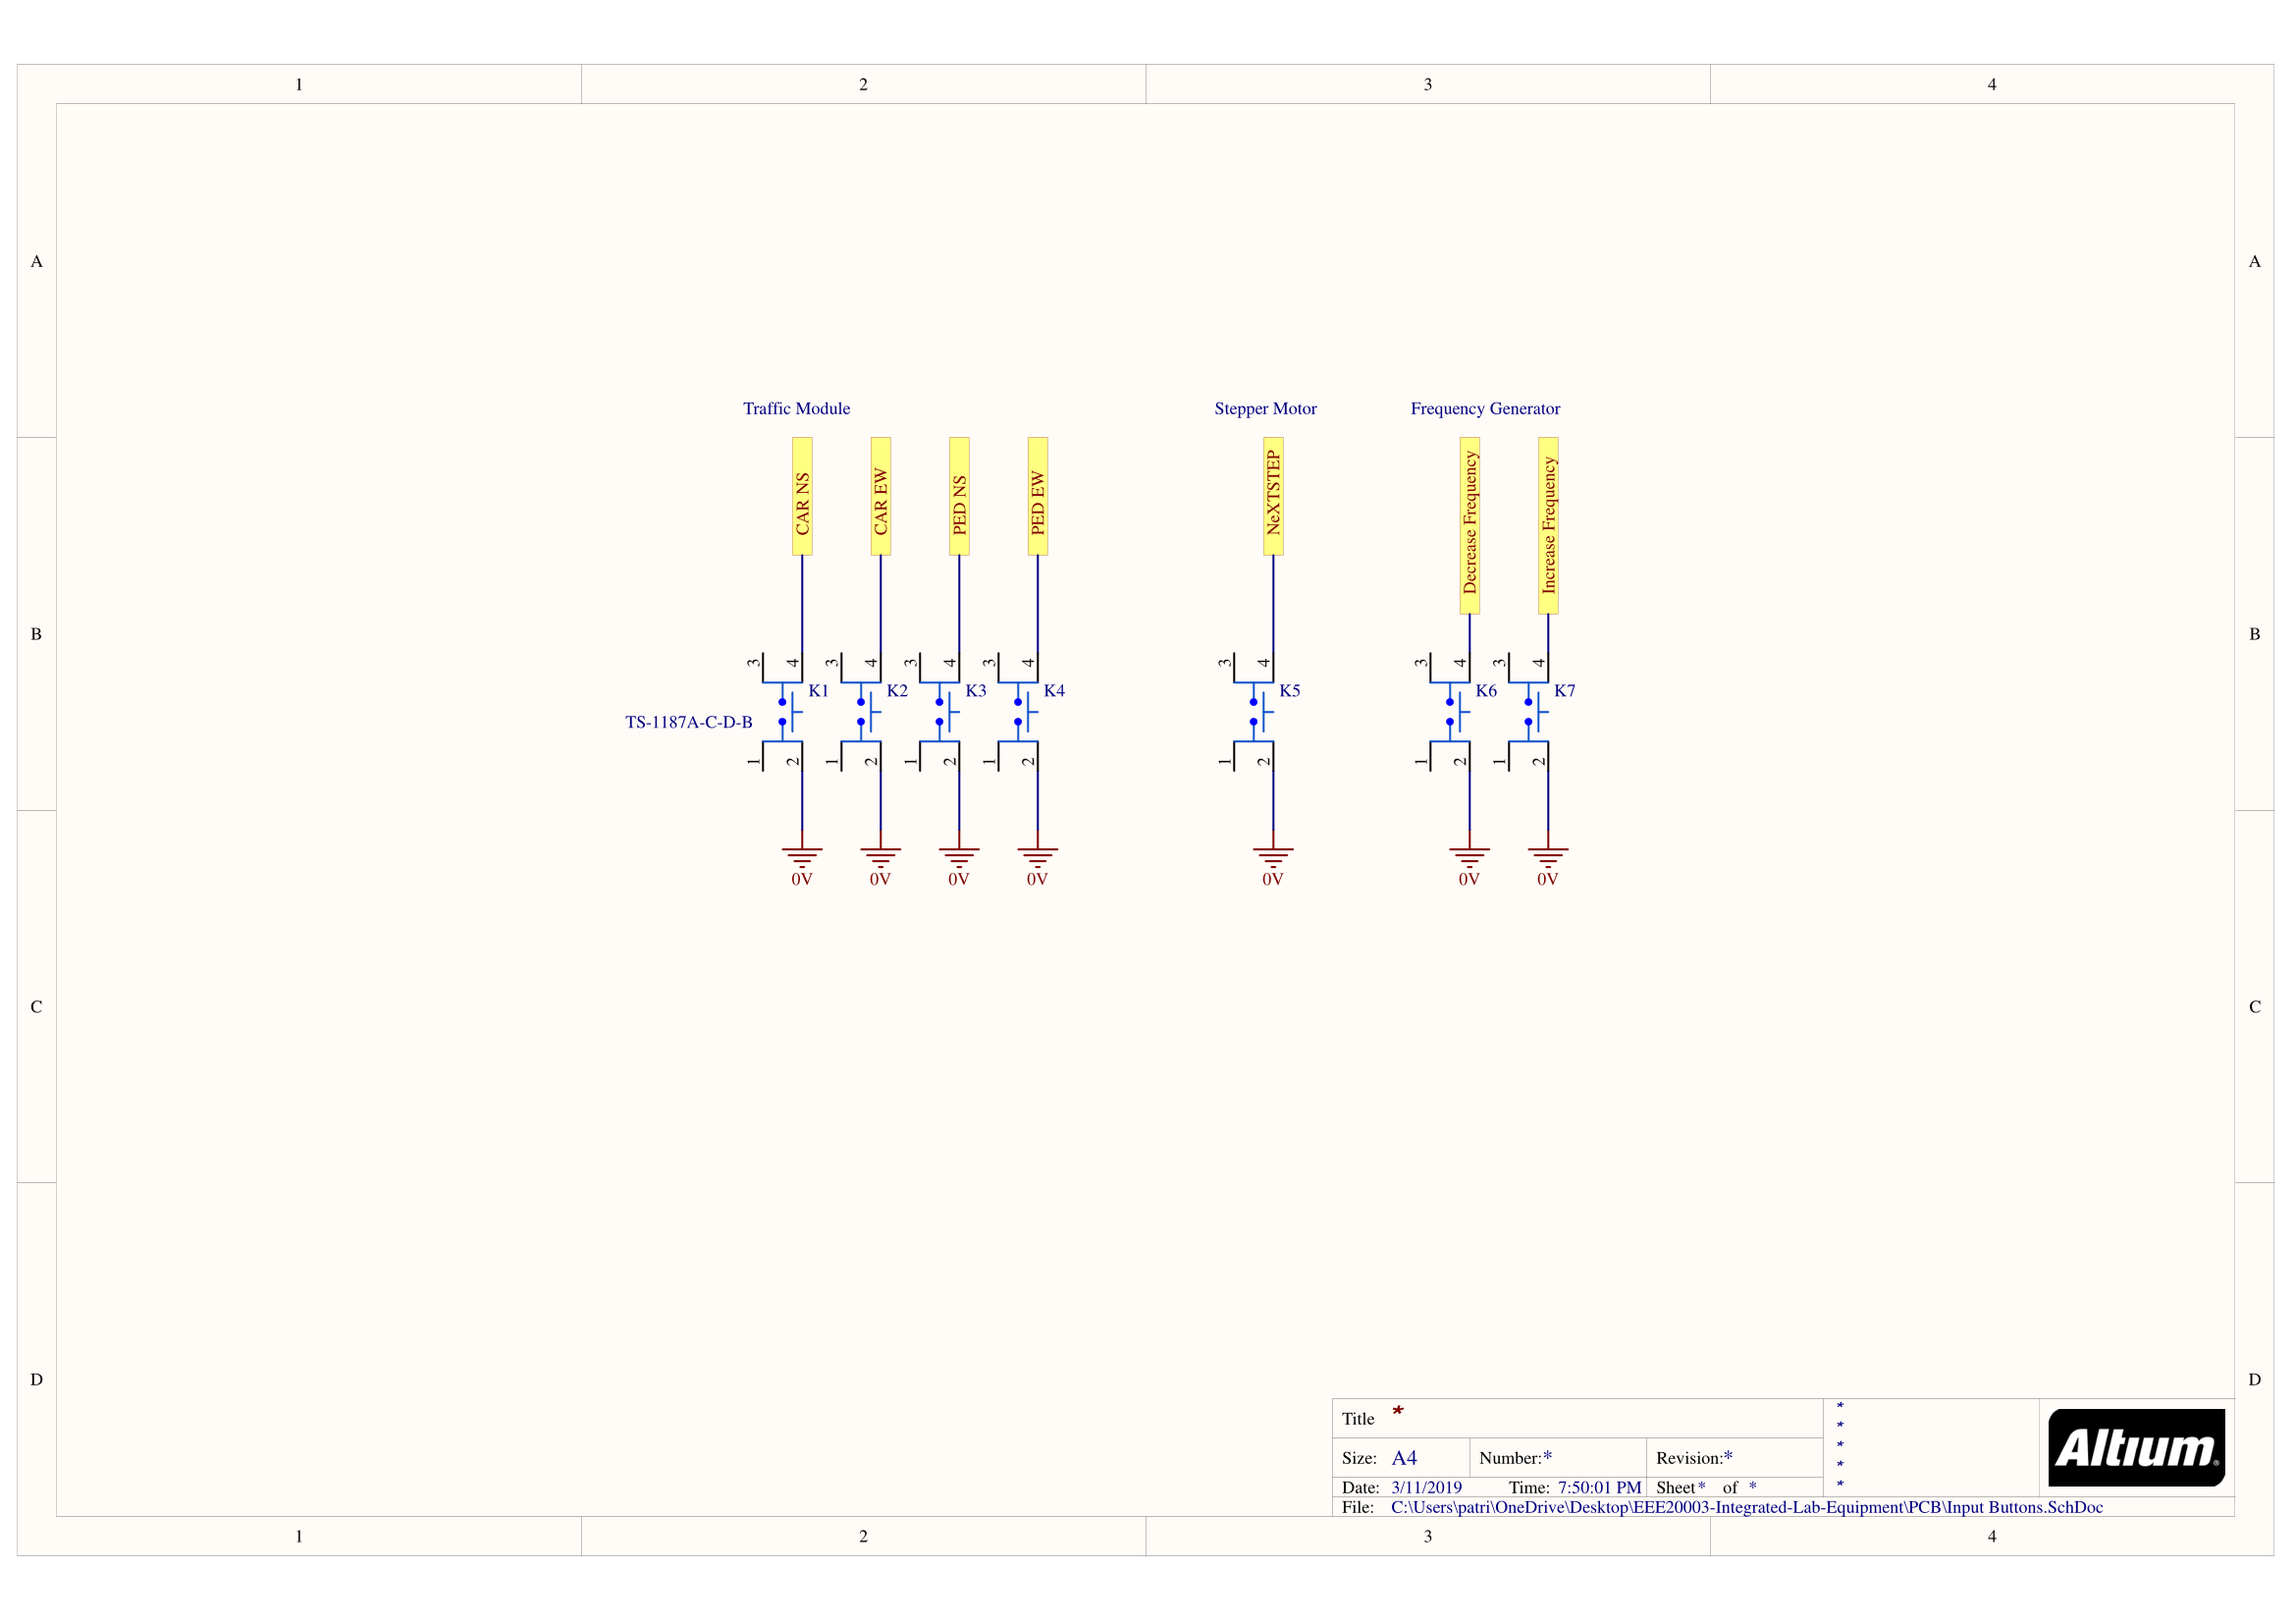 1 2 3 4
A A
Traffic Module Stepper Motor Frequency Generator
CAR NS CAR EW PED NS PED EW NeXTSTEP Decrease Frequency Increase Frequency
B B
3 4 3 4 3 4 3 4 3 4 3 4 3 4
K1 K2 K3 K4 K5 K6 K7
TS-1187A-C-D-B
1 2 1 2 1 2 1 2 1 2 1 2 1 2
0V 0V 0V 0V 0V 0V 0V
C C
D D
Title * *
*
*
Size: A4 Number:* Revision:* *
Date: 3/11/2019 Time: 7:50:01 PM Sheet * of * *
Altium®
File: C:\Users\patri\OneDrive\Desktop\EEE20003-Integrated-Lab-Equipment\PCB\Input Buttons.SchDoc
1 2 3 4